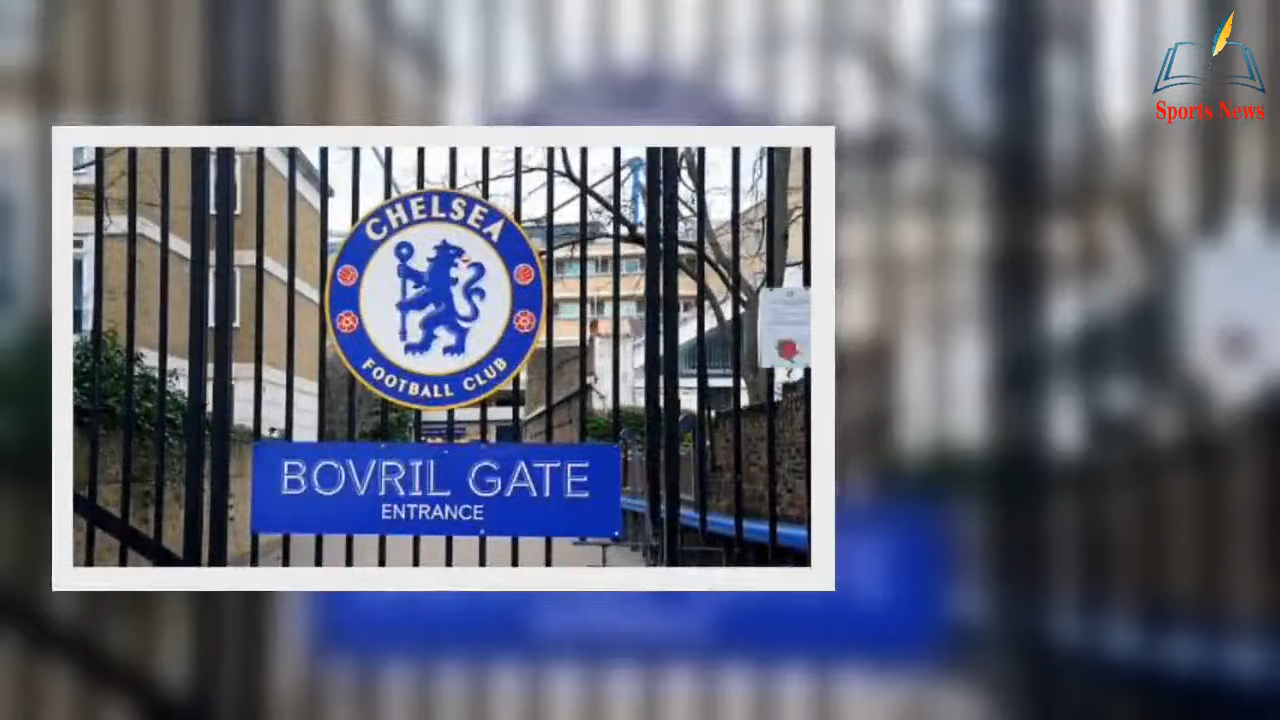 Sports News
CHELSEA
FOOTBALL CLUB
BOVRIL GATE
ENTRANCE